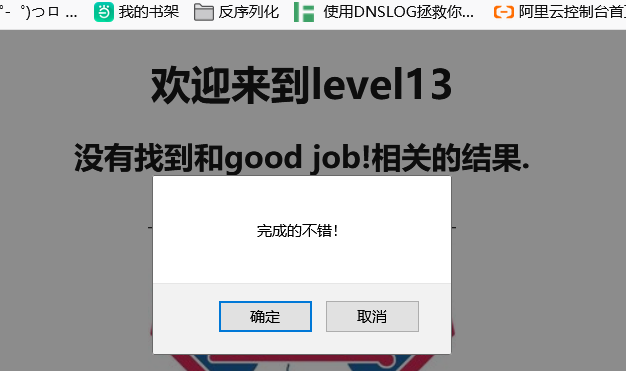 ゜-゜)つロ ... 我的书架 反序列化 使用DNSLOG拯救你... 阿里云控制台首
欢迎来到level13
没有找到和good job!相关的结果.
完成的不错！
确定 取消